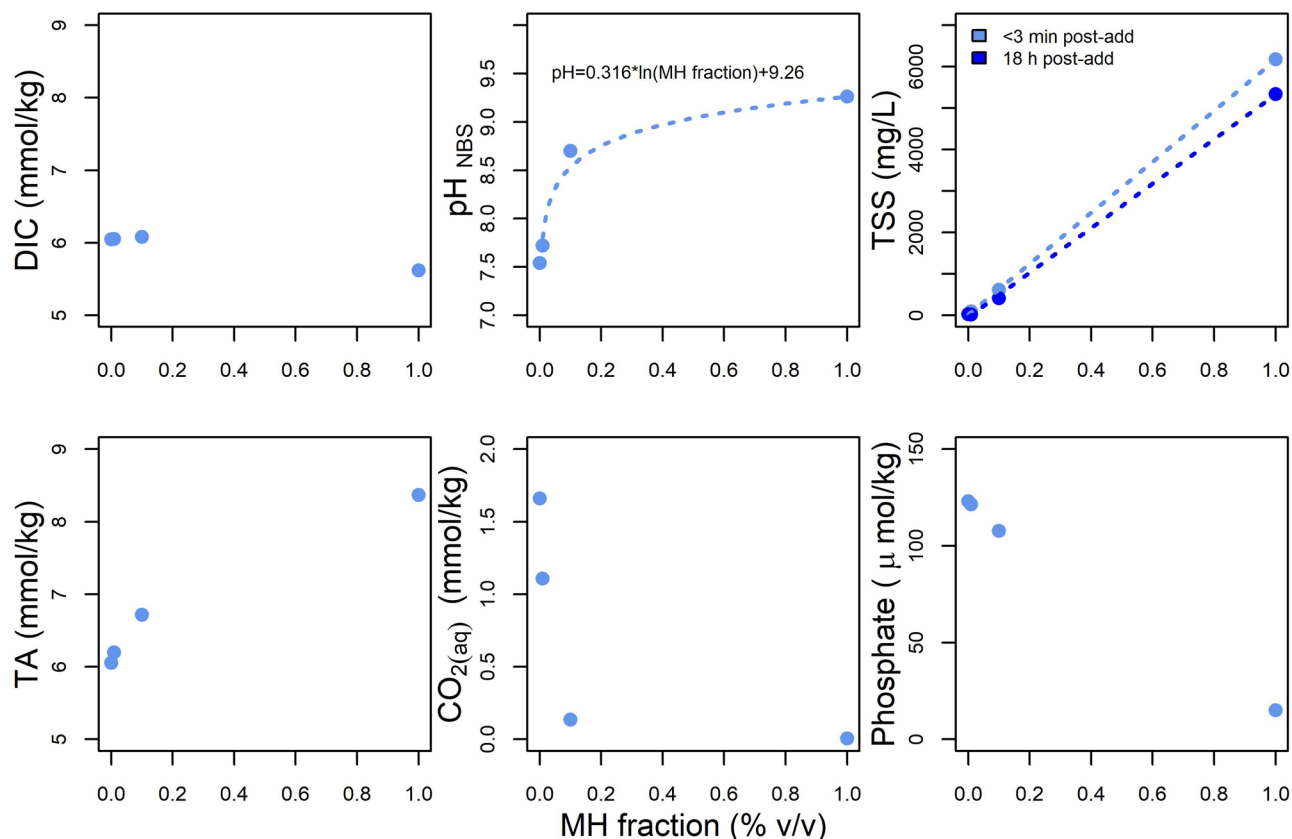 DIC (mmol/kg)
9
8
7
6
5
0.0 0.2 0.4 0.6 0.8 1.0
pH NBS
9.5
9.0
8.5
8.0
7.5
7.0
pH=0.316*ln(MH fraction)+9.26
0.0 0.2 0.4 0.6 0.8 1.0
TSS (mg/L)
6000
4000
2000
0
<3 min post-add
18 h post-add
0.0 0.2 0.4 0.6 0.8 1.0
TA (mmol/kg)
9
8
7
6
5
0.0 0.2 0.4 0.6 0.8 1.0
CO2(aq) (mmol/kg)
2.0
1.5
1.0
0.5
0.0
0.0 0.2 0.4 0.6 0.8 1.0
Phosphate ( μ mol/kg)
150
100
50
0
0.0 0.2 0.4 0.6 0.8 1.0
MH fraction (% v/v)